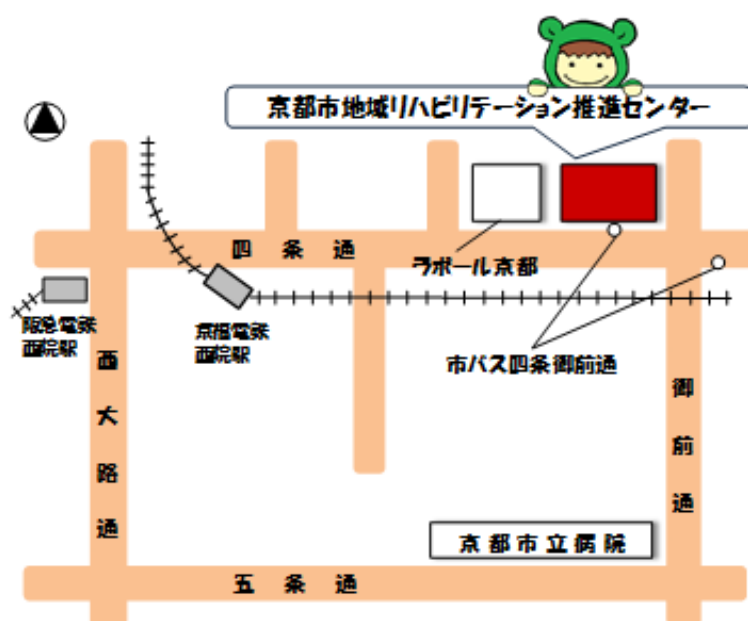 京都市地域リハビリテーション推進センター
四条通
ラポール京都
阪急電鉄
西院駅
京福電鉄
西院駅
市バス四条御前通
西大路通
御前通
京都市立病院
五条通